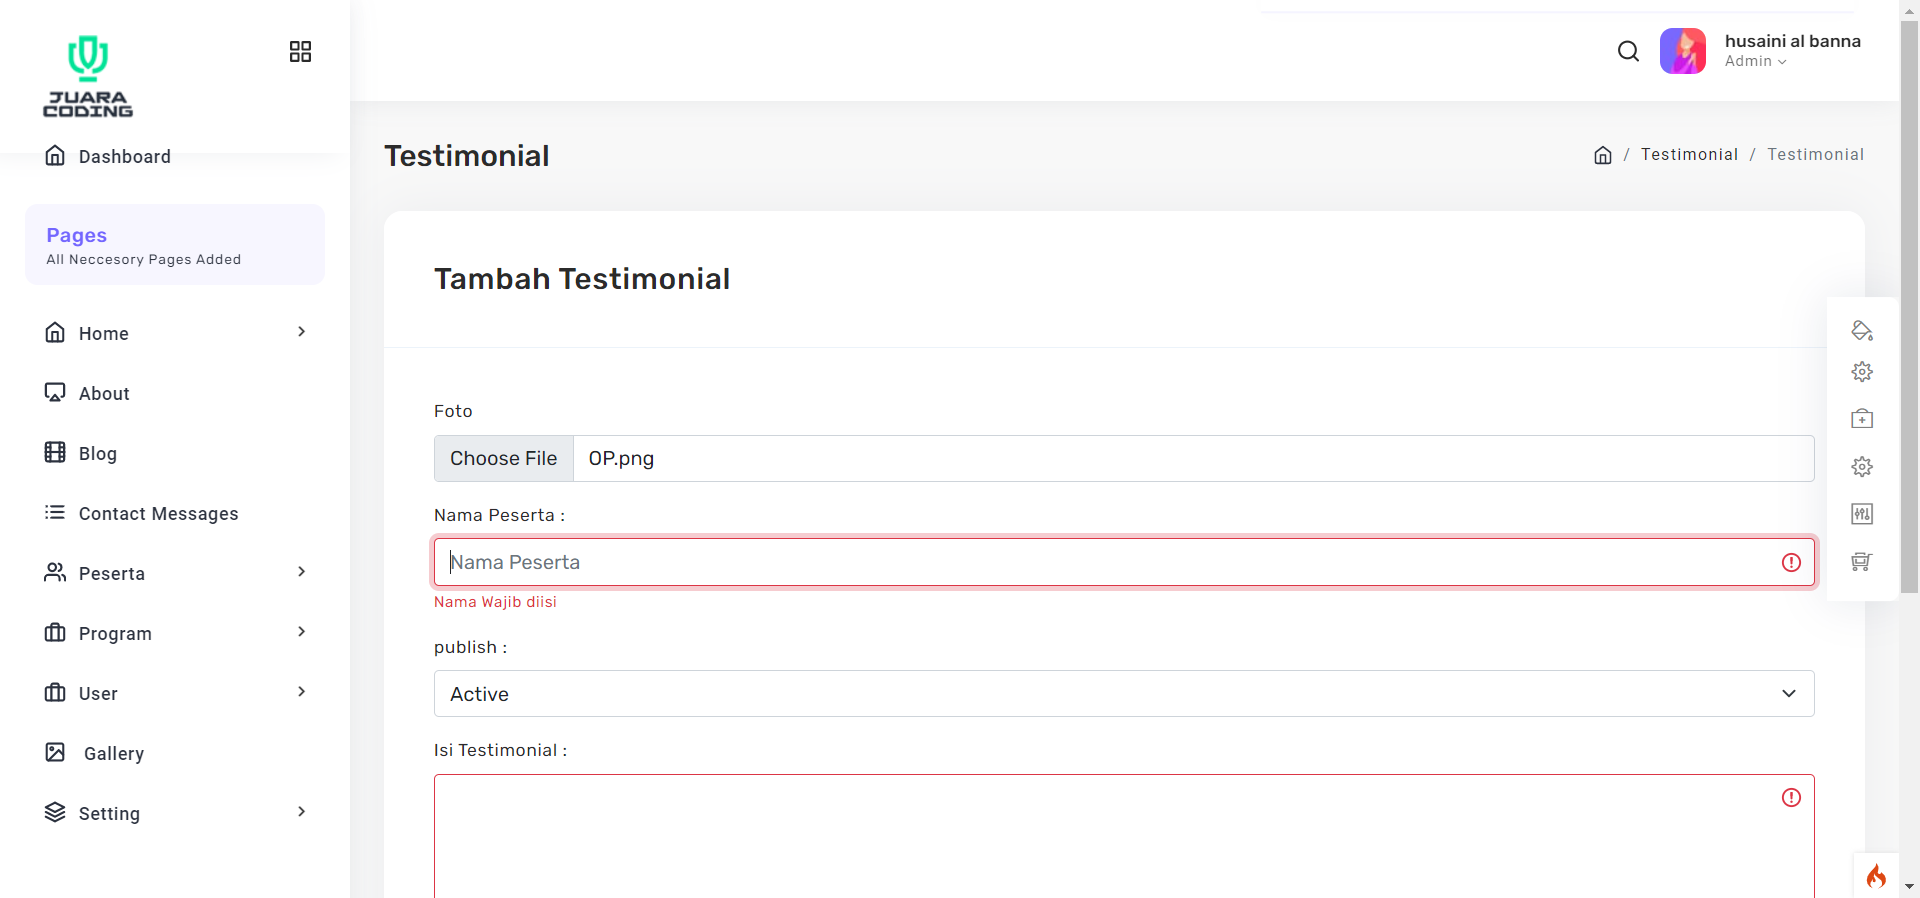 JUARA
CODING
Dashboard
Pages
All Neccesory Pages Added
Home
About
Blog
Contact Messages
Peserta
Program
User
Gallery
Setting
husaini al banna
Admin
Testimonial
/ Testimonial / Testimonial
Tambah Testimonial
Foto
Choose File OP.png
Nama Peserta :
Nama Peserta
Nama Wajib diisi
publish :
Active
Isi Testimonial :